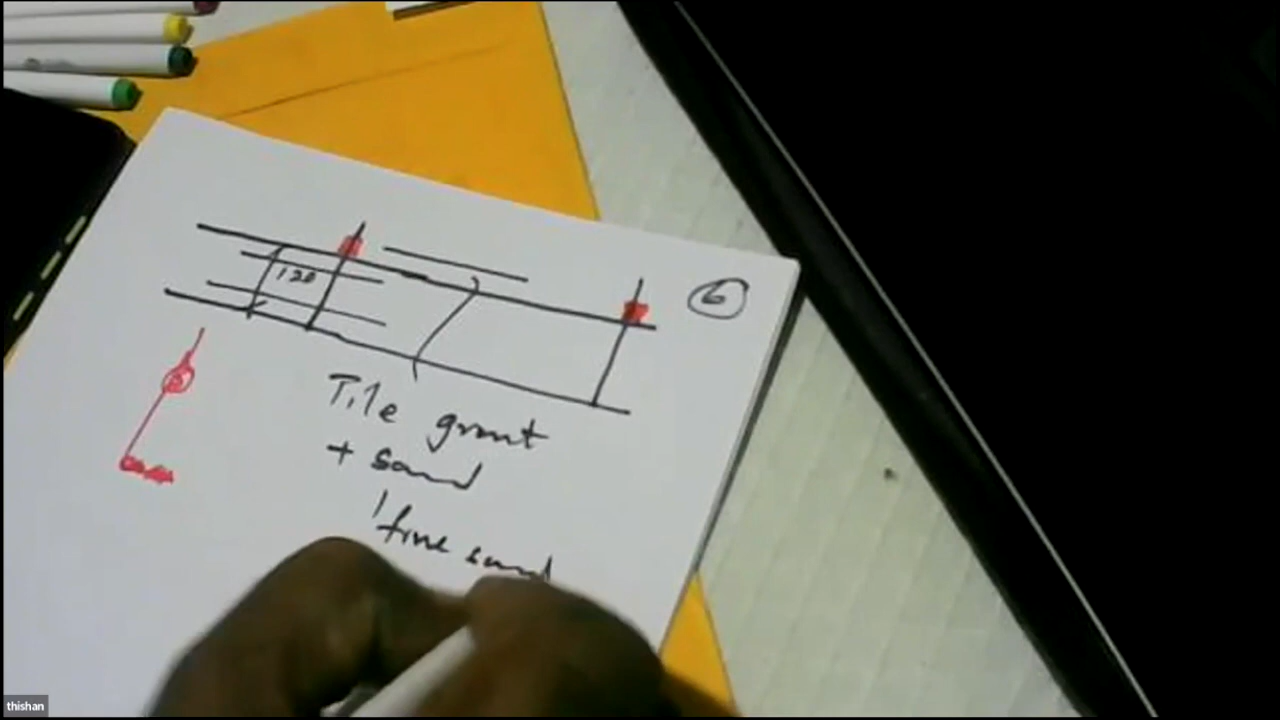 120
6
Tile grout
+ sand
fine sand
thishan